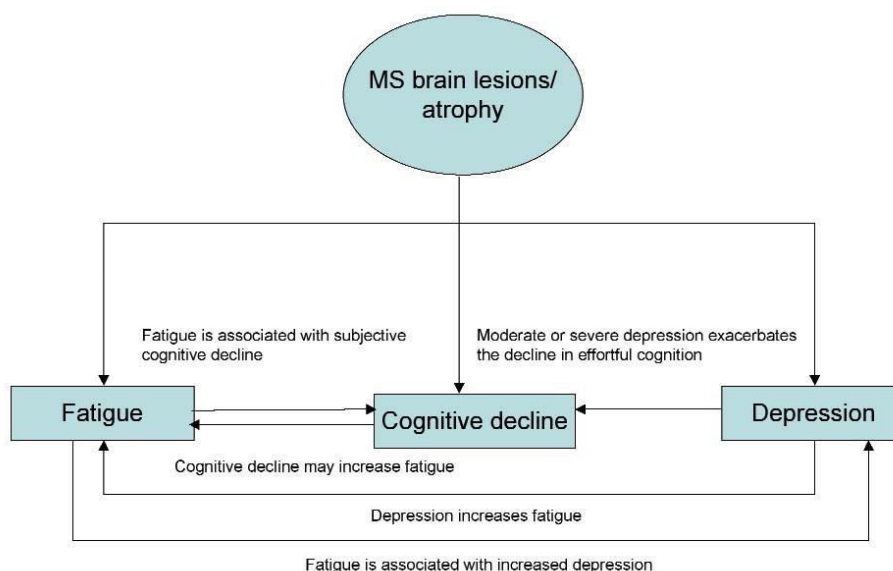 MS brain lesions/
atrophy
Fatigue is associated with subjective
cognitive decline
Moderate or severe depression exacerbates
the decline in effortful cognition
Fatigue
Cognitive decline
Depression
Cognitive decline may increase fatigue
Depression increases fatigue
Fatigue is associated with increased depression